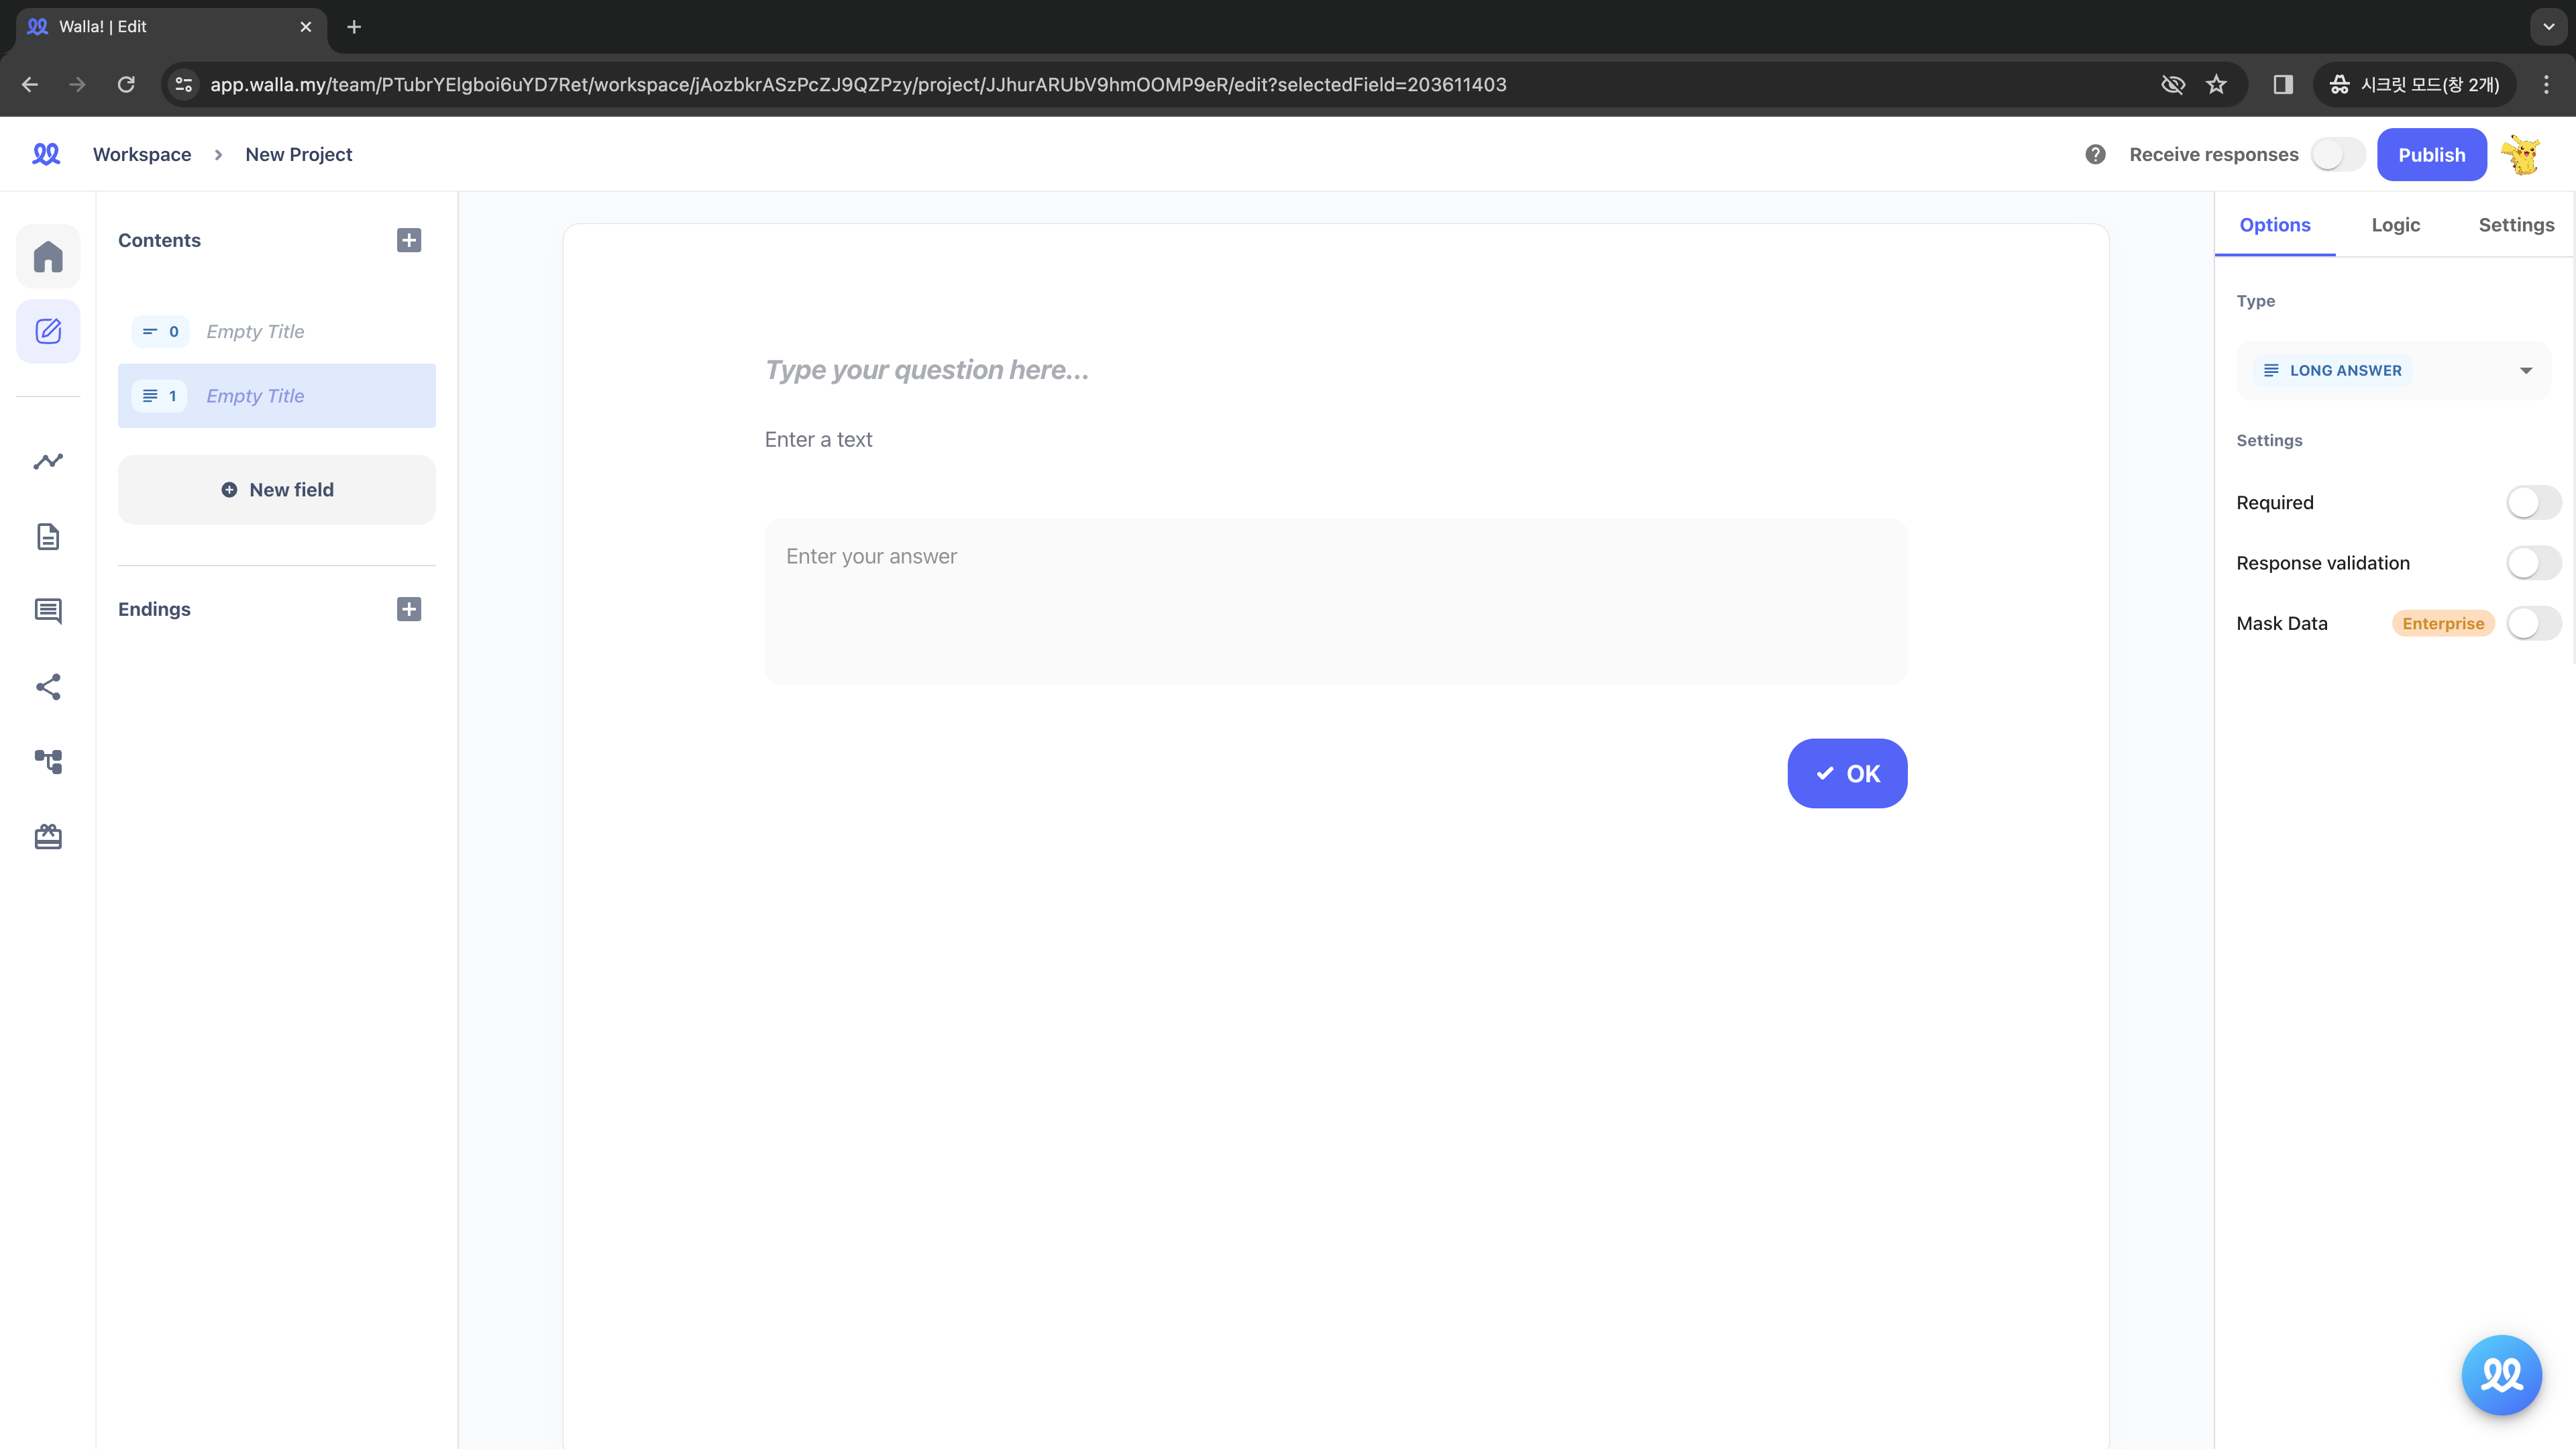 Walla! | Edit
app.walla.my/team/PTubrYElgboi6uYD7Ret/workspace/jAozbkrASzPcZJ9QZPzy/project/JJhurARUbV9hmOOMP9eR/edit?selectedField=203611403
시크릿 모드(창 2개)
Workspace
New Project
Receive responses
Publish
Contents
0 Empty Title
1 Empty Title
New field
Endings
Type your question here...
Enter a text
Enter your answer
OK
Options
Logic
Settings
Type
LONG ANSWER
Settings
Required
Response validation
Mask Data
Enterprise